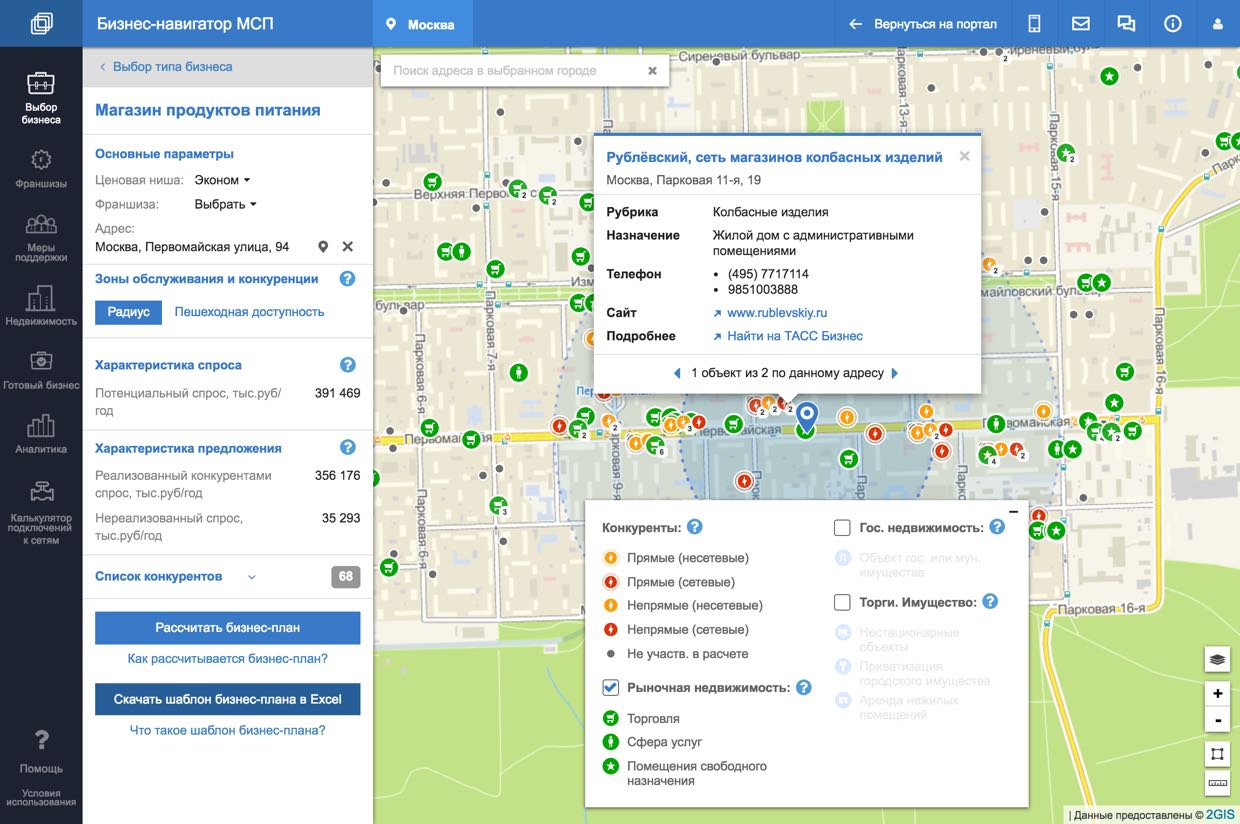 Бизнес-навигатор МСП
Москва
Вернуться на портал
Выбор бизнеса
Франшизы
Меры поддержки
Недвижимость
Готовый бизнес
Аналитика
Калькулятор подключений к сетям
Помощь
Условия использования
Выбор типа бизнеса
Магазин продуктов питания
Основные параметры
Ценовая ниша: Эконом
Франшиза: Выбрать
Адрес:
Москва, Первомайская улица, 94
Зоны обслуживания и конкуренции ?
Радиус Пешеходная доступность
Характеристика спроса ?
Потенциальный спрос, тыс.руб/ 391 469
год
Характеристика предложения ?
Реализованный конкурентами 356 176
спрос, тыс.руб/год
Нереализованный спрос, 35 293
тыс.руб/год
Список конкурентов 68
Рассчитать бизнес-план
Как рассчитывается бизнес-план?
Скачать шаблон бизнес-плана в Excel
Что такое шаблон бизнес-плана?
Поиск адреса в выбранном городе
Сиреневый бульвар
Парковая 13-я
Парковая 15-я
Парковая 7-я
Парковая 6-я
Парковая 9-я
Парковая 16-я
Первомайская
Рублёвский, сеть магазинов колбасных изделий
Москва, Парковая 11-я, 19
Рубрика Колбасные изделия
Назначение Жилой дом с административными
помещениями
Телефон • (495) 7717114
• 9851003888
Сайт www.rublevskiy.ru
Подробнее Найти на ТАСС Бизнес
1 объект из 2 по данному адресу
Конкуренты: ?
Прямые (несетевые)
Прямые (сетевые)
Непрямые (несетевые)
Непрямые (сетевые)
Не участв. в расчете
Рыночная недвижимость: ?
Торговля
Сфера услуг
Помещения свободного
назначения
Гос. недвижимость: ?
Объект гос. или мун.
имущества
Торги. Имущество: ?
Нестационарные
объекты
Приватизация
городского имущества
Аренда нежилых
помещений
+
-
| Данные предоставлены © 2GIS